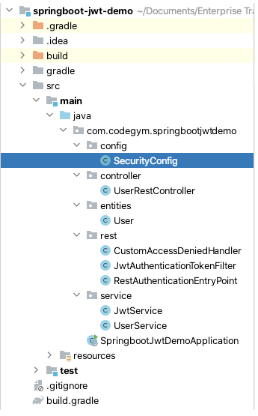 springboot-jwt-demo ~/Documents/Enterprise Tra
.gradle
.idea
build
gradle
src
main
java
com.codegym.springbootjwtdemo
config
SecurityConfig
controller
UserRestController
entities
User
rest
CustomAccessDeniedHandler
JwtAuthenticationTokenFilter
RestAuthenticationEntryPoint
service
JwtService
UserService
SpringbootJwtDemoApplication
resources
test
.gitignore
build.gradle